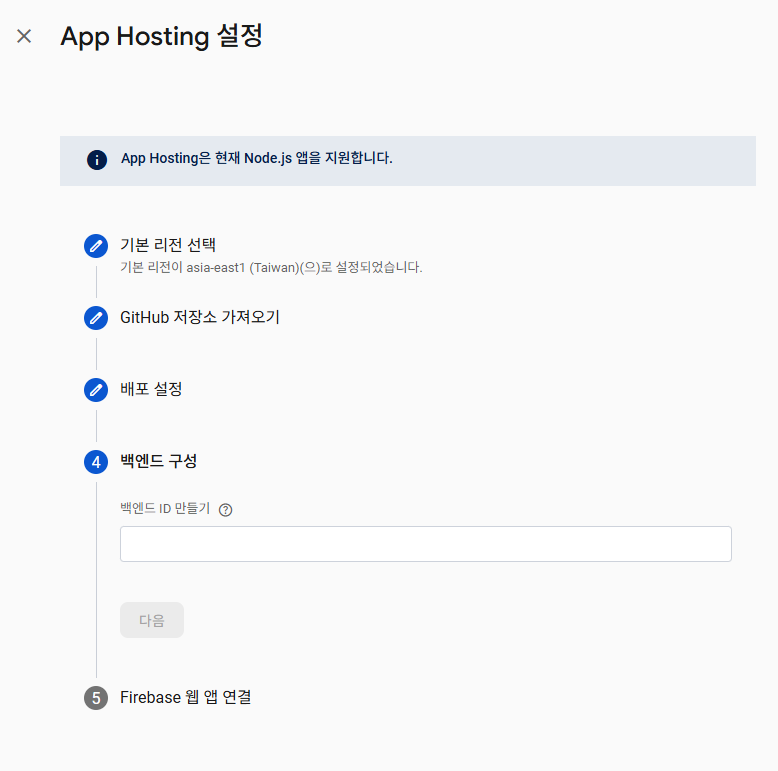 App Hosting 설정
App Hosting은 현재 Node.js 앱을 지원합니다.
기본 리전 선택
기본 리전이 asia-east1 (Taiwan)(으)로 설정되었습니다.
GitHub 저장소 가져오기
배포 설정
4 백엔드 구성
백엔드 ID 만들기
다음
5 Firebase 웹 앱 연결